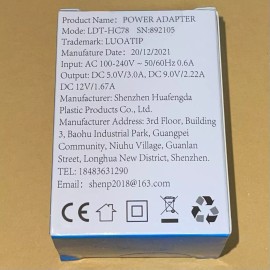 Product Name: POWER ADAPTER
Model: LDT-HC78    SN:892105
Trademark: LUOATIP
Manufature Date: 20/12/2021
Input: AC 100-240V ~ 50/60Hz 0.6A
Output: DC 5.0V/3.0A, DC 9.0V/2.22A
DC 12V/1.67A
Manufacturer: Shenzhen Huafengda
Plastic Products Co., Ltd.
Manufacturer Address: 3rd Floor, Building
3, Baohu Industrial Park, Guangpei
Community, Niuhu Village, Guanlan
Street, Longhua New District, Shenzhen.
Tel: 18483631290
Email: shenp2018@163.com
CE